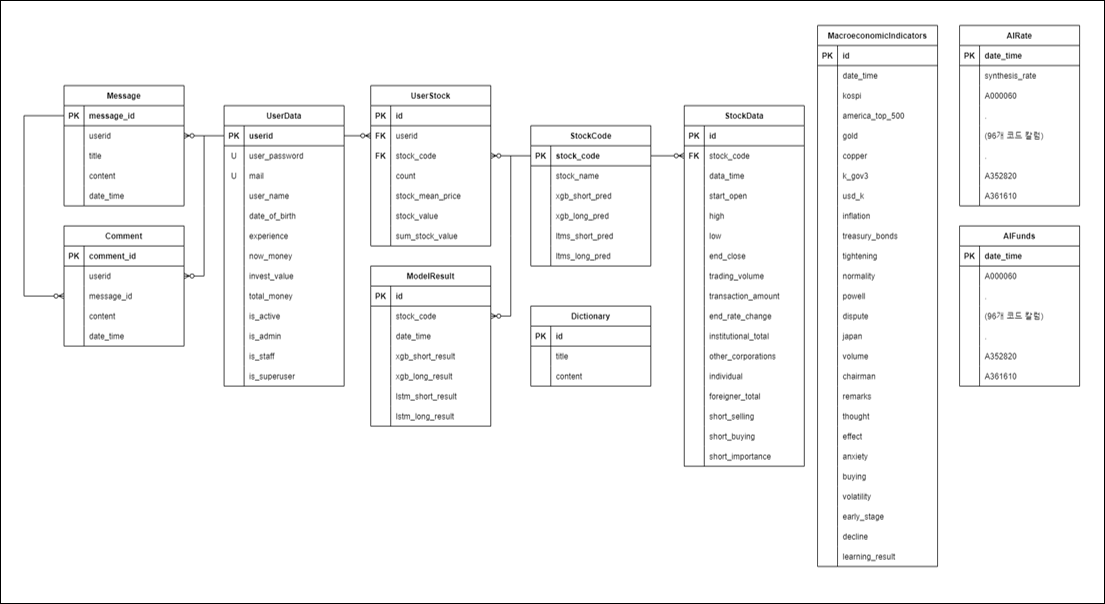 Message
PK message_id
userid
title
content
date_time
Comment
PK comment_id
userid
message_id
content
date_time
UserData
PK userid
U user_password
U mail
user_name
date_of_birth
experience
now_money
invest_value
total_money
is_active
is_admin
is_staff
is_superuser
UserStock
PK id
FK userid
FK stock_code
count
stock_mean_price
stock_value
sum_stock_value
ModelResult
PK id
stock_code
date_time
xgb_short_result
xgb_long_result
lstm_short_result
lstm_long_result
StockCode
PK stock_code
stock_name
xgb_short_pred
xgb_long_pred
ltms_short_pred
ltms_long_pred
Dictionary
PK id
title
content
StockData
PK id
FK stock_code
data_time
start_open
high
low
end_close
trading_volume
transaction_amount
end_rate_change
institutional_total
other_corporations
individual
foreigner_total
short_selling
short_buying
short_importance
MacroeconomicIndicators
PK id
date_time
kospi
america_top_500
gold
copper
k_gov3
usd_k
inflation
treasury_bonds
tightening
normality
powell
dispute
japan
volume
chairman
remarks
thought
effect
anxiety
buying
volatility
early_stage
decline
learning_result
AIRate
PK date_time
synthesis_rate
A000060
.
(96개 코드 칼럼)
.
A352820
A361610
AIFunds
PK date_time
A000060
.
(96개 코드 칼럼)
.
A352820
A361610